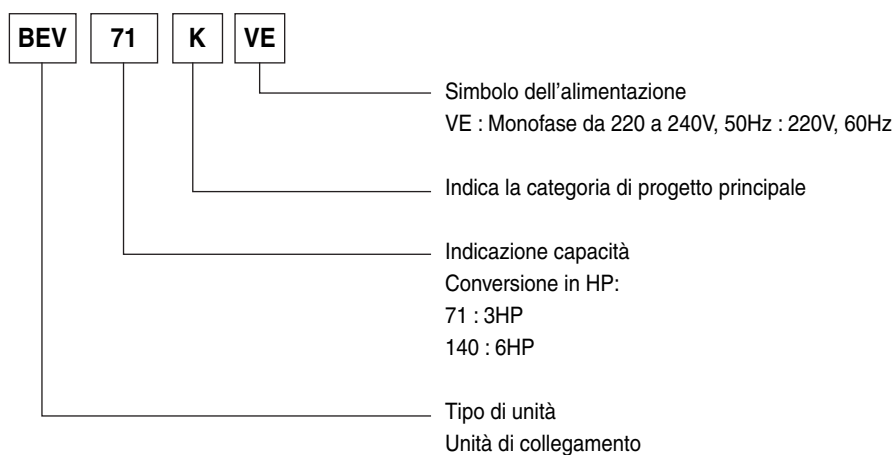 BEV 71 K VE
Simbolo dell'alimentazione
VE : Monofase da 220 a 240V, 50Hz : 220V, 60Hz
Indica la categoria di progetto principale
Indicazione capacità
Conversione in HP:
71 : 3HP
140 : 6HP
Tipo di unità
Unità di collegamento